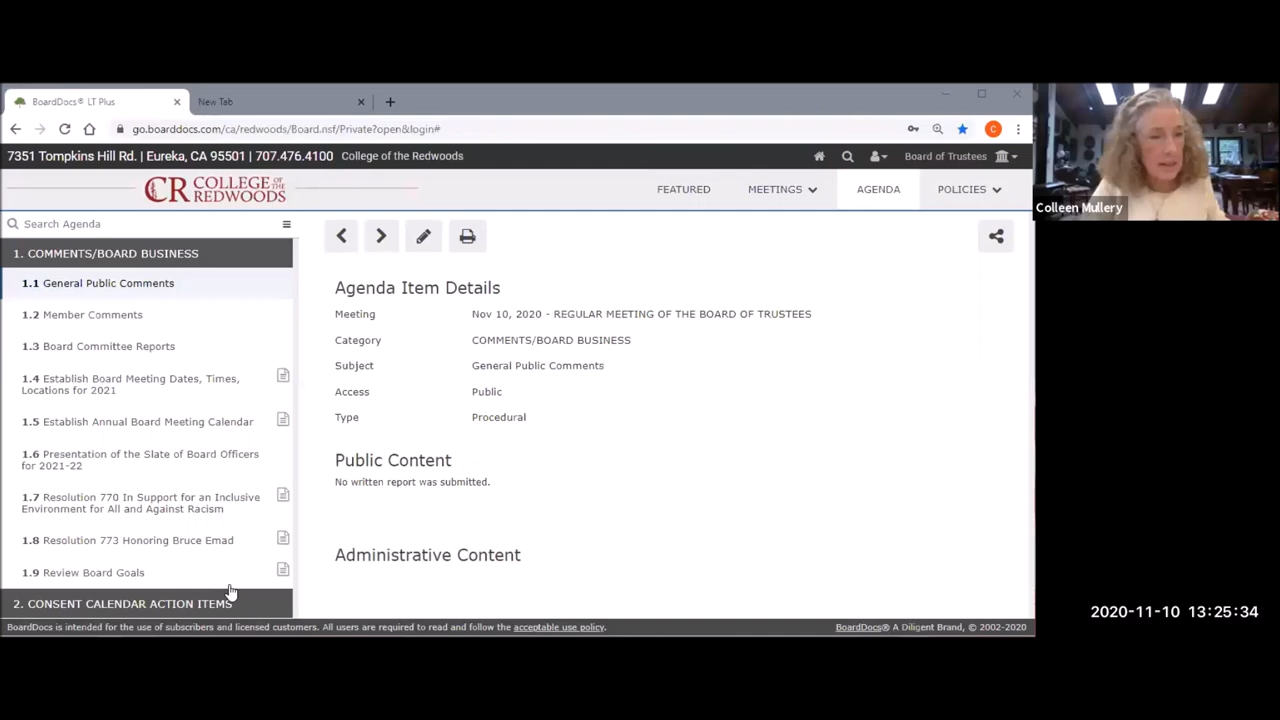 BoardDocs® LT Plus
New Tab
go.boarddocs.com/ca/redwoods/Board.nsf/Private?open&login#
C
7351 Tompkins Hill Rd. | Eureka, CA 95501 | 707.476.4100 College of the Redwoods
Board of Trustees
CR COLLEGE OF THE REDWOODS
FEATURED
MEETINGS
AGENDA
POLICIES
Search Agenda
1. COMMENTS/BOARD BUSINESS
1.1 General Public Comments
1.2 Member Comments
1.3 Board Committee Reports
1.4 Establish Board Meeting Dates, Times,
Locations for 2021
1.5 Establish Annual Board Meeting Calendar
1.6 Presentation of the Slate of Board Officers
for 2021-22
1.7 Resolution 770 In Support for an Inclusive
Environment for All and Against Racism
1.8 Resolution 773 Honoring Bruce Emad
1.9 Review Board Goals
2. CONSENT CALENDAR ACTION ITEMS
Agenda Item Details
Meeting Nov 10, 2020 - REGULAR MEETING OF THE BOARD OF TRUSTEES
Category COMMENTS/BOARD BUSINESS
Subject General Public Comments
Access Public
Type Procedural
Public Content
No written report was submitted.
Administrative Content
BoardDocs is intended for the use of subscribers and licensed customers. All users are required to read and follow the acceptable use policy.
BoardDocs® A Diligent Brand, © 2002-2020
Colleen Mullery
2020-11-10 13:25:34